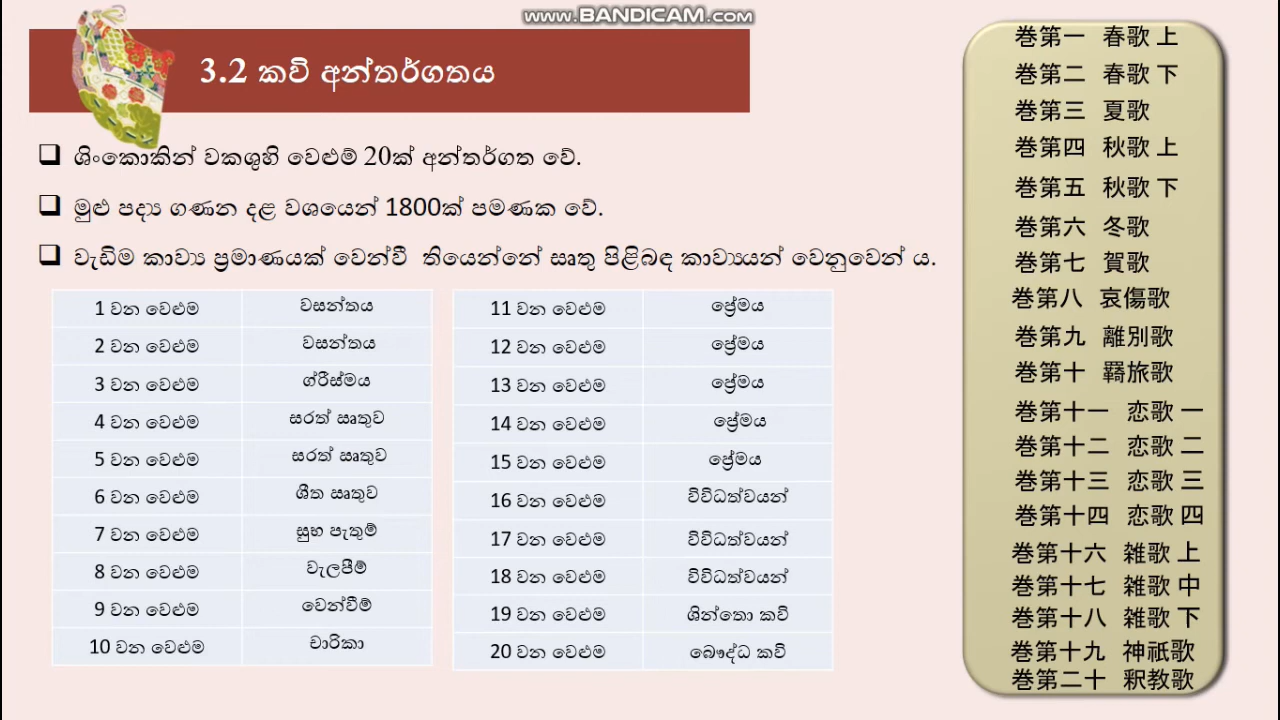 www.BANDICAM.com
3.2 කවි අන්තර්ගතය
ශිංකොකින් වකශුහි වෙළුම් 20ක් අන්තර්ගත වේ.
මුළු පද්‍ය ගණන දළ වශයෙන් 1800ක් පමණක වේ.
වැඩිම කාව්‍ය ප්‍රමාණයක් වෙන්වී තියෙන්නේ සෘතු පිළිබඳ කාව්‍යයන් වෙනුවෙන් ය.
1 වන වෙළුම වසන්තය
2 වන වෙළුම වසන්තය
3 වන වෙළුම ග්රීස්මය
4 වන වෙළුම සරත් ඍතුව
5 වන වෙළුම සරත් ඍතුව
6 වන වෙළුම ශීත ඍතුව
7 වන වෙළුම සුභ පැතුම්
8 වන වෙළුම වැලපීම්
9 වන වෙළුම වෙන්වීම්
10 වන වෙළුම චාරිකා
11 වන වෙළුම ප්‍රේමය
12 වන වෙළුම ප්‍රේමය
13 වන වෙළුම ප්‍රේමය
14 වන වෙළුම ප්‍රේමය
15 වන වෙළුම ප්‍රේමය
16 වන වෙළුම විවිධත්වයන්
17 වන වෙළුම විවිධත්වයන්
18 වන වෙළුම විවිධත්වයන්
19 වන වෙළුම ශින්තො කවි
20 වන වෙළුම බෞද්ධ කවි
巻第一 春歌 上
巻第二 春歌 下
巻第三 夏歌
巻第四 秋歌 上
巻第五 秋歌 下
巻第六 冬歌
巻第七 賀歌
巻第八 哀傷歌
巻第九 離別歌
巻第十 羇旅歌
巻第十一 恋歌 一
巻第十二 恋歌 二
巻第十三 恋歌 三
巻第十四 恋歌 四
巻第十六 雑歌 上
巻第十七 雑歌 中
巻第十八 雑歌 下
巻第十九 神祇歌
巻第二十 釈教歌